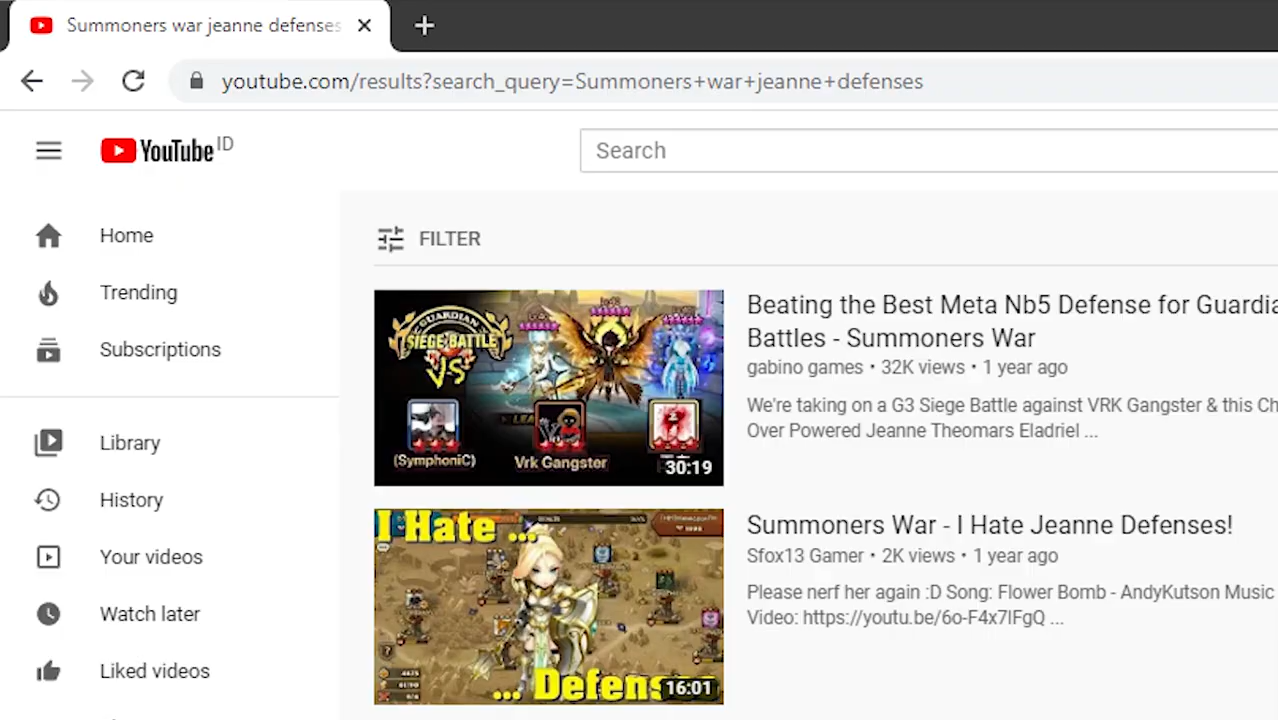 Summoners war jeanne defenses
youtube.com/results?search_query=Summoners+war+jeanne+defenses
YouTube ID
Search
Home
Trending
Subscriptions
Library
History
Your videos
Watch later
Liked videos
FILTER
GUARDIAN
SIEGE BATTLE
VS
(SymphoniC)
Vrk Gangster
30:19
Beating the Best Meta Nb5 Defense for Guardia
Battles - Summoners War
gabino games • 32K views • 1 year ago
We're taking on a G3 Siege Battle against VRK Gangster & this Ch
Over Powered Jeanne Theomars Eladriel ...
I Hate ...
... Defens
16:01
Summoners War - I Hate Jeanne Defenses!
Sfox13 Gamer • 2K views • 1 year ago
Please nerf her again :D Song: Flower Bomb - AndyKutson Music
Video: https://youtu.be/6o-F4x7lFgQ ...